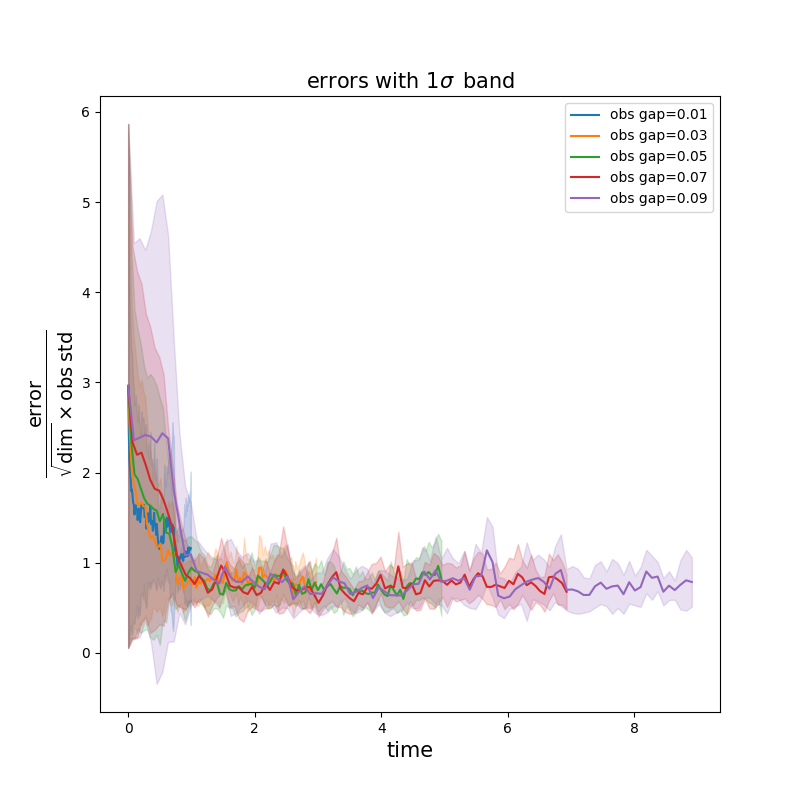 errors with 1σ band
obs gap=0.01
obs gap=0.03
obs gap=0.05
obs gap=0.07
obs gap=0.09
6
5
4
3
2
1
0
error
√dim × obs std
0 2 4 6 8
time